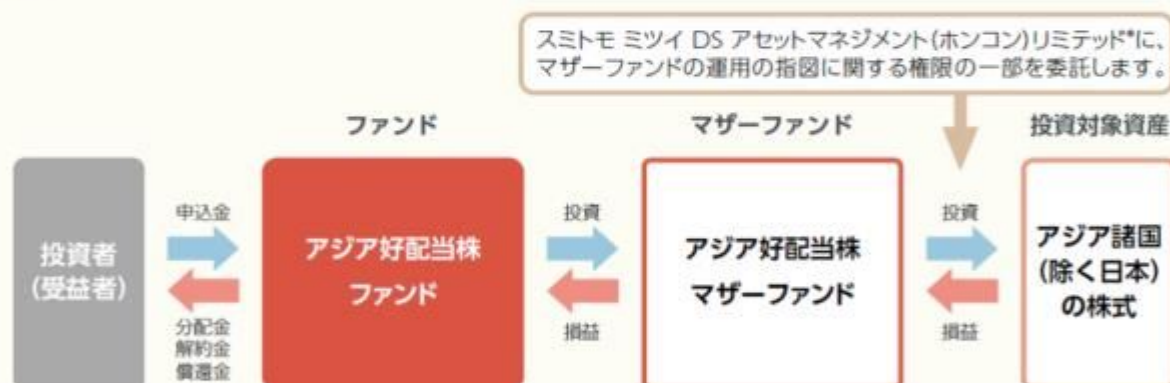 スミトモ ミツイ DS アセットマネジメント(ホンコン)リミテッド*に、
マザーファンドの運用の指図に関する権限の一部を委託します。
ファンド
マザーファンド
投資対象資産
投資者
(受益者)
申込金
分配金
解約金
償還金
アジア好配当株
ファンド
投資
損益
アジア好配当株
マザーファンド
投資
損益
アジア諸国
(除く日本)
の株式